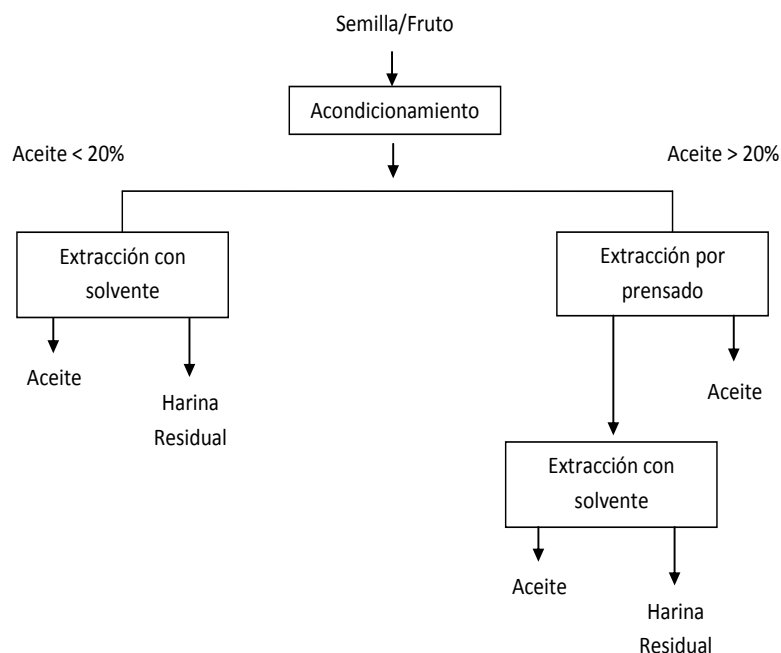 Semilla/Fruto
Acondicionamiento
Aceite < 20%
Aceite > 20%
Extracción con
solvente
Extracción por
prensado
Aceite
Harina
Residual
Aceite
Extracción con
solvente
Aceite
Harina
Residual